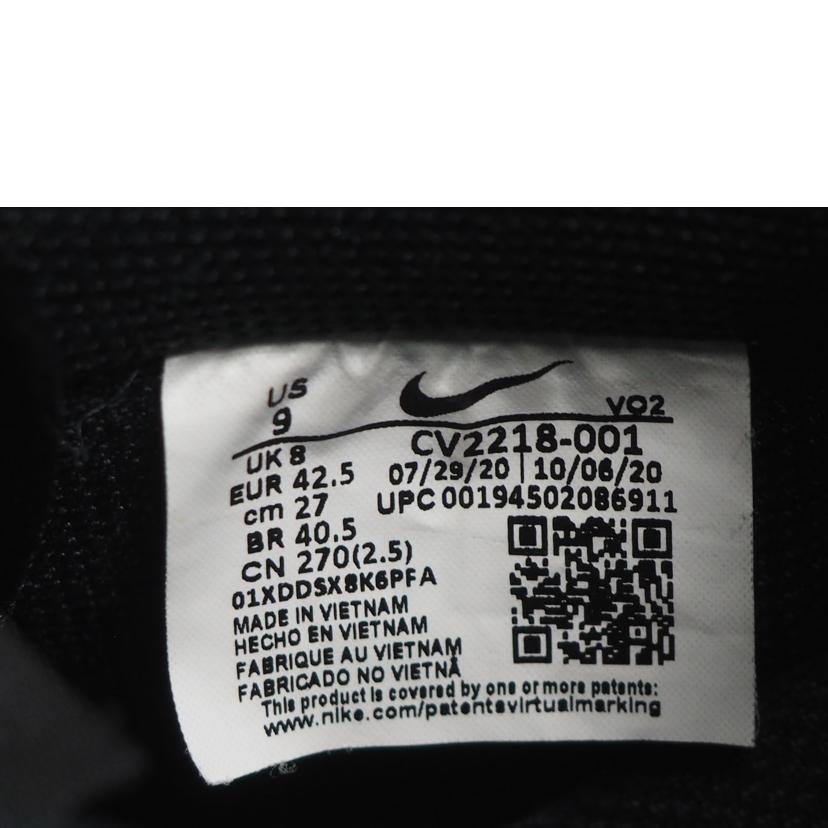 US
9
VO2
UK 8
CV2218-001
EUR 42.5
07/29/20 | 10/06/20
cm 27
UPC 00194502086911
BR 40.5
CN 270(2.5)
01XDDSX8K6PFA
MADE IN VIETNAM
HECHO EN VIETNAM
FABRIQUE AU VIETNAM
FABRICADO NO VIETNÃ
This product is covered by one or more patents:
www.nike.com/patentsvirtualmarking